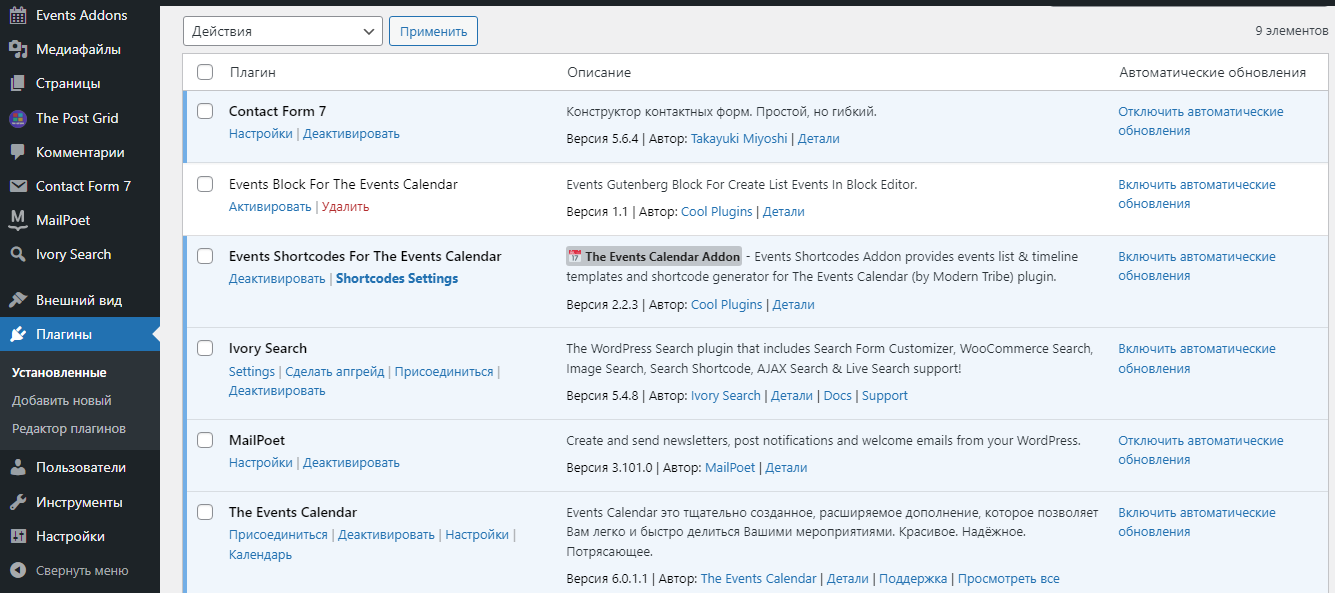 Events Addons
Медиафайлы
Страницы
The Post Grid
Комментарии
Contact Form 7
MailPoet
Ivory Search
Внешний вид
Плагины
Установленные
Добавить новый
Редактор плагинов
Пользователи
Инструменты
Настройки
Свернуть меню
Действия
Применить
9 элементов
Плагин
Описание
Автоматические обновления
Contact Form 7
Настройки | Деактивировать
Конструктор контактных форм. Простой, но гибкий.
Версия 5.6.4 | Автор: Takayuki Miyoshi | Детали
Отключить автоматические
обновления
Events Block For The Events Calendar
Активировать | Удалить
Events Gutenberg Block For Create List Events In Block Editor.
Версия 1.1 | Автор: Cool Plugins | Детали
Включить автоматические
обновления
Events Shortcodes For The Events Calendar
Деактивировать | Shortcodes Settings
The Events Calendar Addon - Events Shortcodes Addon provides events list & timeline
templates and shortcode generator for The Events Calendar (by Modern Tribe) plugin.
Версия 2.2.3 | Автор: Cool Plugins | Детали
Включить автоматические
обновления
Ivory Search
Settings | Сделать апгрейд | Присоединиться |
Деактивировать
The WordPress Search plugin that includes Search Form Customizer, WooCommerce Search,
Image Search, Search Shortcode, AJAX Search & Live Search support!
Версия 5.4.8 | Автор: Ivory Search | Детали | Docs | Support
Включить автоматические
обновления
MailPoet
Настройки | Деактивировать
Create and send newsletters, post notifications and welcome emails from your WordPress.
Версия 3.101.0 | Автор: MailPoet | Детали
Отключить автоматические
обновления
The Events Calendar
Присоединиться | Деактивировать | Настройки |
Календарь
Events Calendar это тщательно созданное, расширяемое дополнение, которое позволяет
Вам легко и быстро делиться Вашими мероприятиями. Красивое. Надёжное.
Потрясающее.
Версия 6.0.1.1 | Автор: The Events Calendar | Детали | Поддержка | Просмотреть все
Включить автоматические
обновления